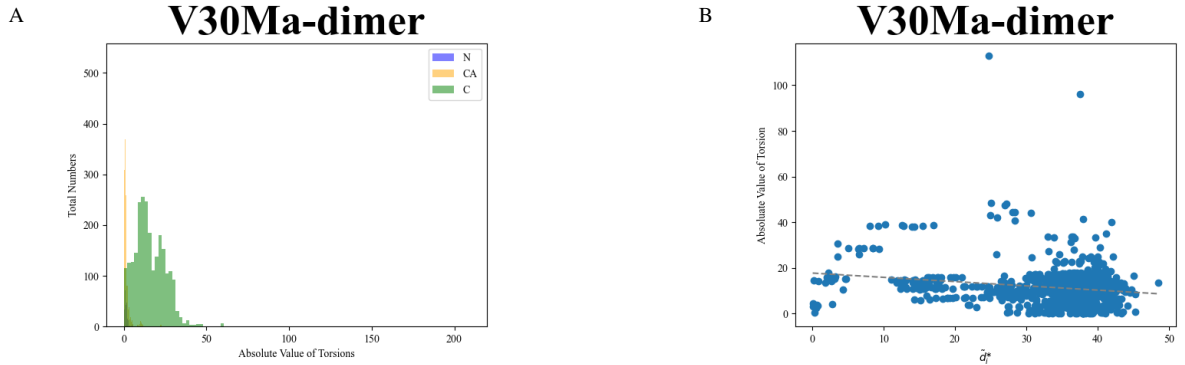 A
V30Ma-dimer
N
CA
C
500
400
300
200
100
0
Total Numbers
0
50
100
150
200
Absolute Value of Torsions
B
V30Ma-dimer
100
80
60
40
20
0
Absoluate Value of Torsion
0
10
20
30
40
50
d̃ᵢ*